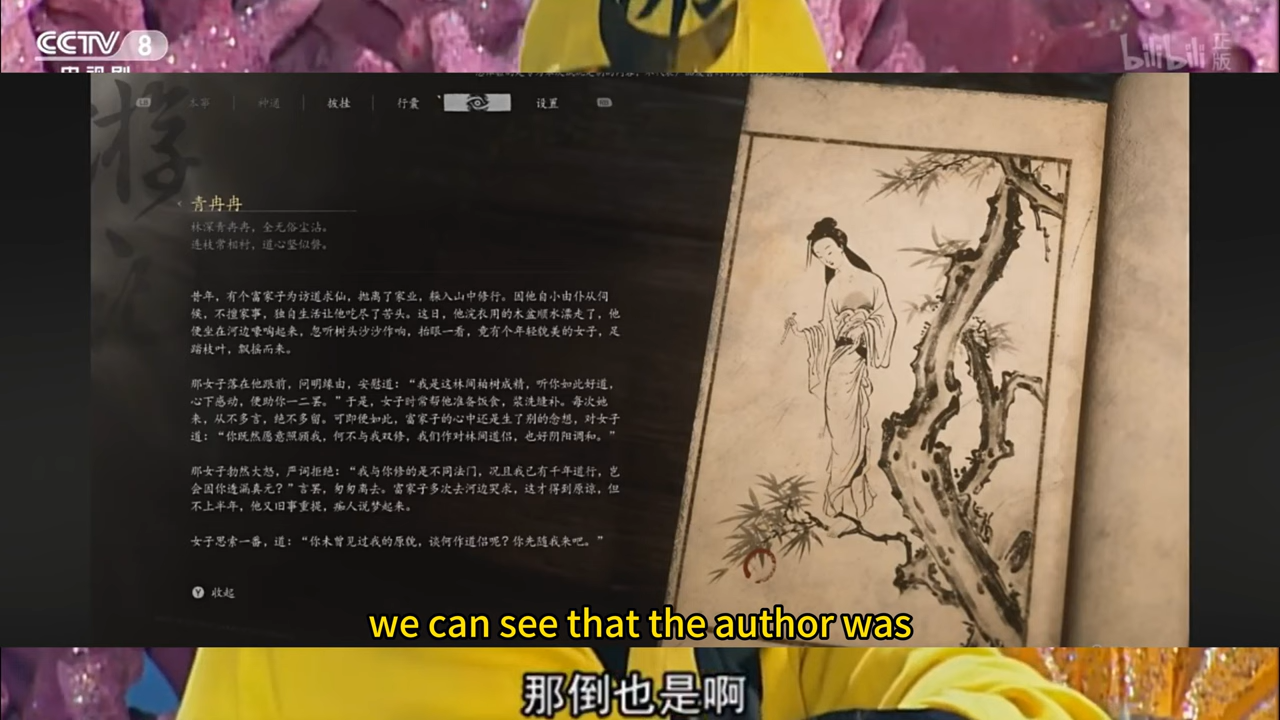 CCTV 8
电视剧
bilibili 正版
本事 神通 披挂 行囊 设置
游记
青冉冉
林深青冉冉，全无俗尘沾。
连枝常相衬，道心坚似磐。
昔年，有个富家子为访道求仙，抛离了家业，躲入山中修行。因他自小由仆从伺
候，不擅家事，独自生活让他吃尽了苦头。这日，他浣衣用的木盆顺水漂走了，他
便坐在河边嚎啕起来，忽听树头沙沙作响，抬眼一看，竟有个年轻貌美的女子，足
踏枝叶，飘摇而来。
那女子落在他跟前，问明缘由，安慰道：“我是这林间柏树成精，听你如此好道，
心下感动，便助你一二罢。”于是，女子时常帮他准备饭食，浆洗缝补。每次她
来，从不多言，绝不多留。可即便如此，富家子的心中还是生了别的念想，对女子
道：“你既然愿意照顾我，何不与我双修，我们作对林间道侣，也好阴阳调和。”
那女子勃然大怒，严词拒绝：“我与你修的是不同法门，况且我已有千年道行，岂
会因你透漏真元？”言罢，匆匆离去。富家子多次去河边哭求，这才得到原谅，但
不上半年，他又旧事重提，痴人说梦起来。
女子思索一番，道：“你未曾见过我的原貌，谈何作道侣呢？你先随我来吧。”
Y 收起
we can see that the author was
那倒也是啊